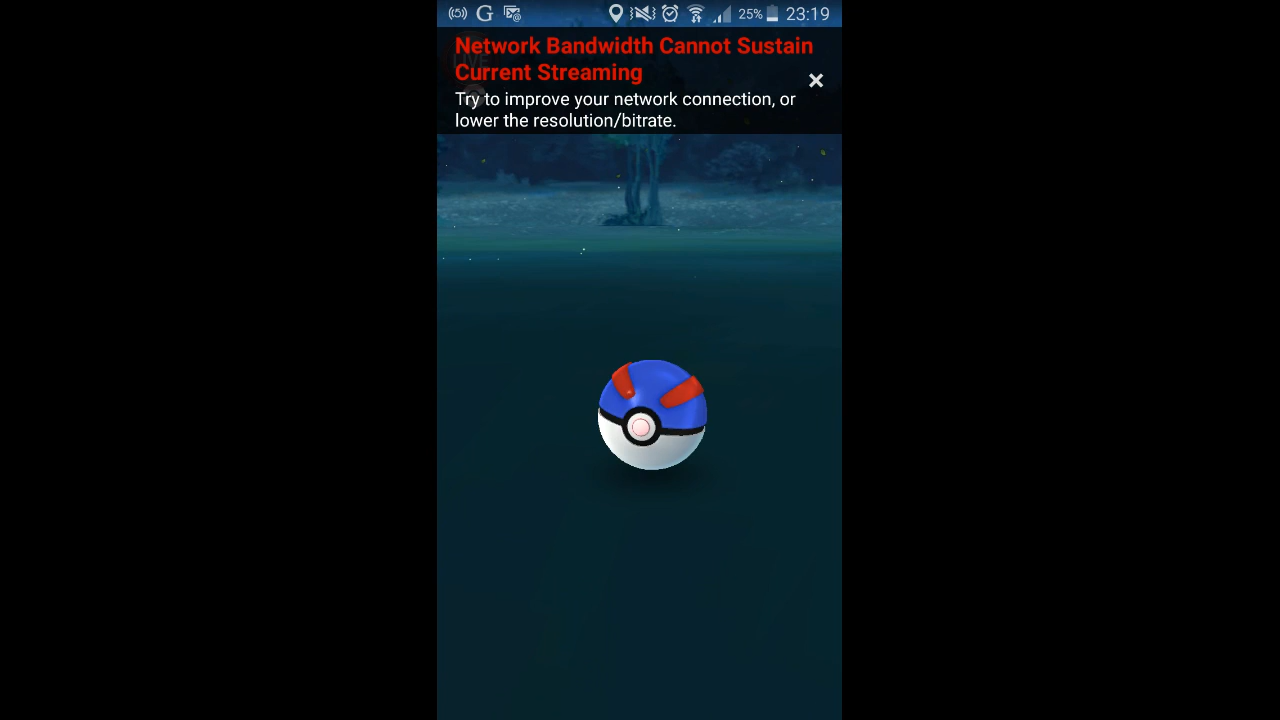 G 25% 23:19
Network Bandwidth Cannot Sustain
Current Streaming
LIVE
Try to improve your network connection, or
lower the resolution/bitrate.